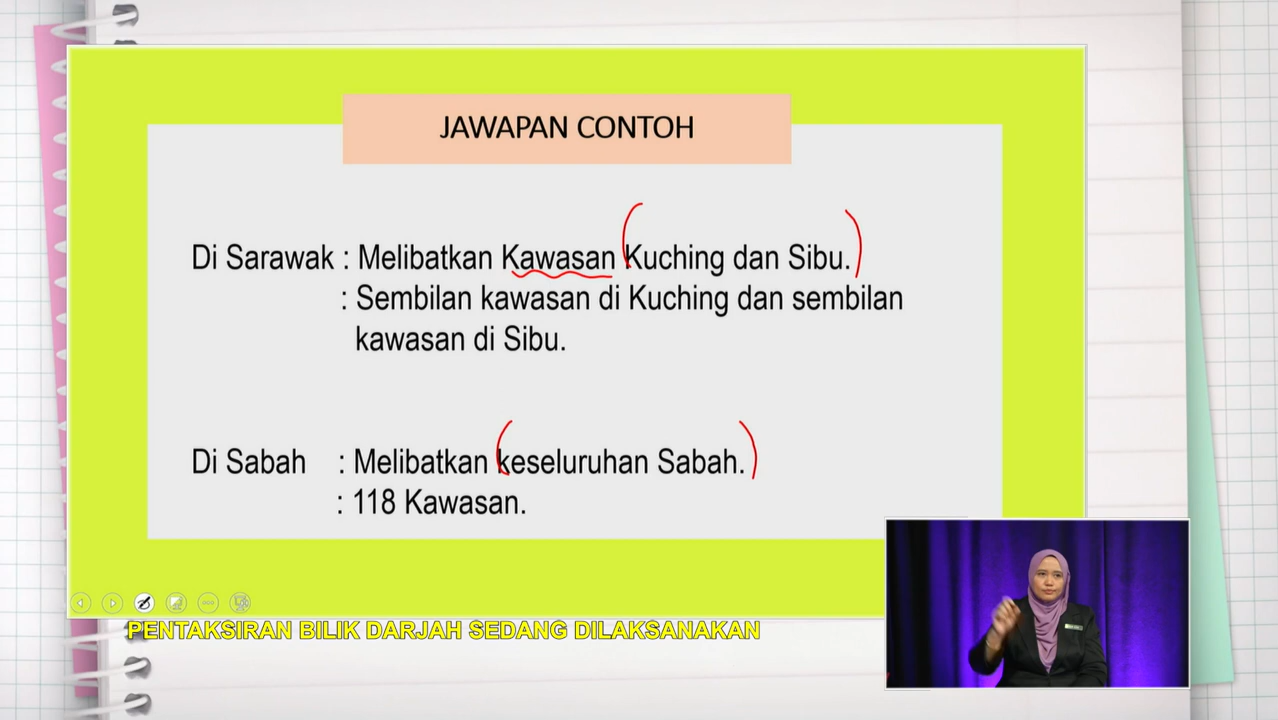 JAWAPAN CONTOH
Di Sarawak : Melibatkan Kawasan Kuching dan Sibu.
: Sembilan kawasan di Kuching dan sembilan
kawasan di Sibu.
Di Sabah : Melibatkan keseluruhan Sabah.
: 118 Kawasan.
PENTAKSIRAN BILIK DARJAH SEDANG DILAKSANAKAN